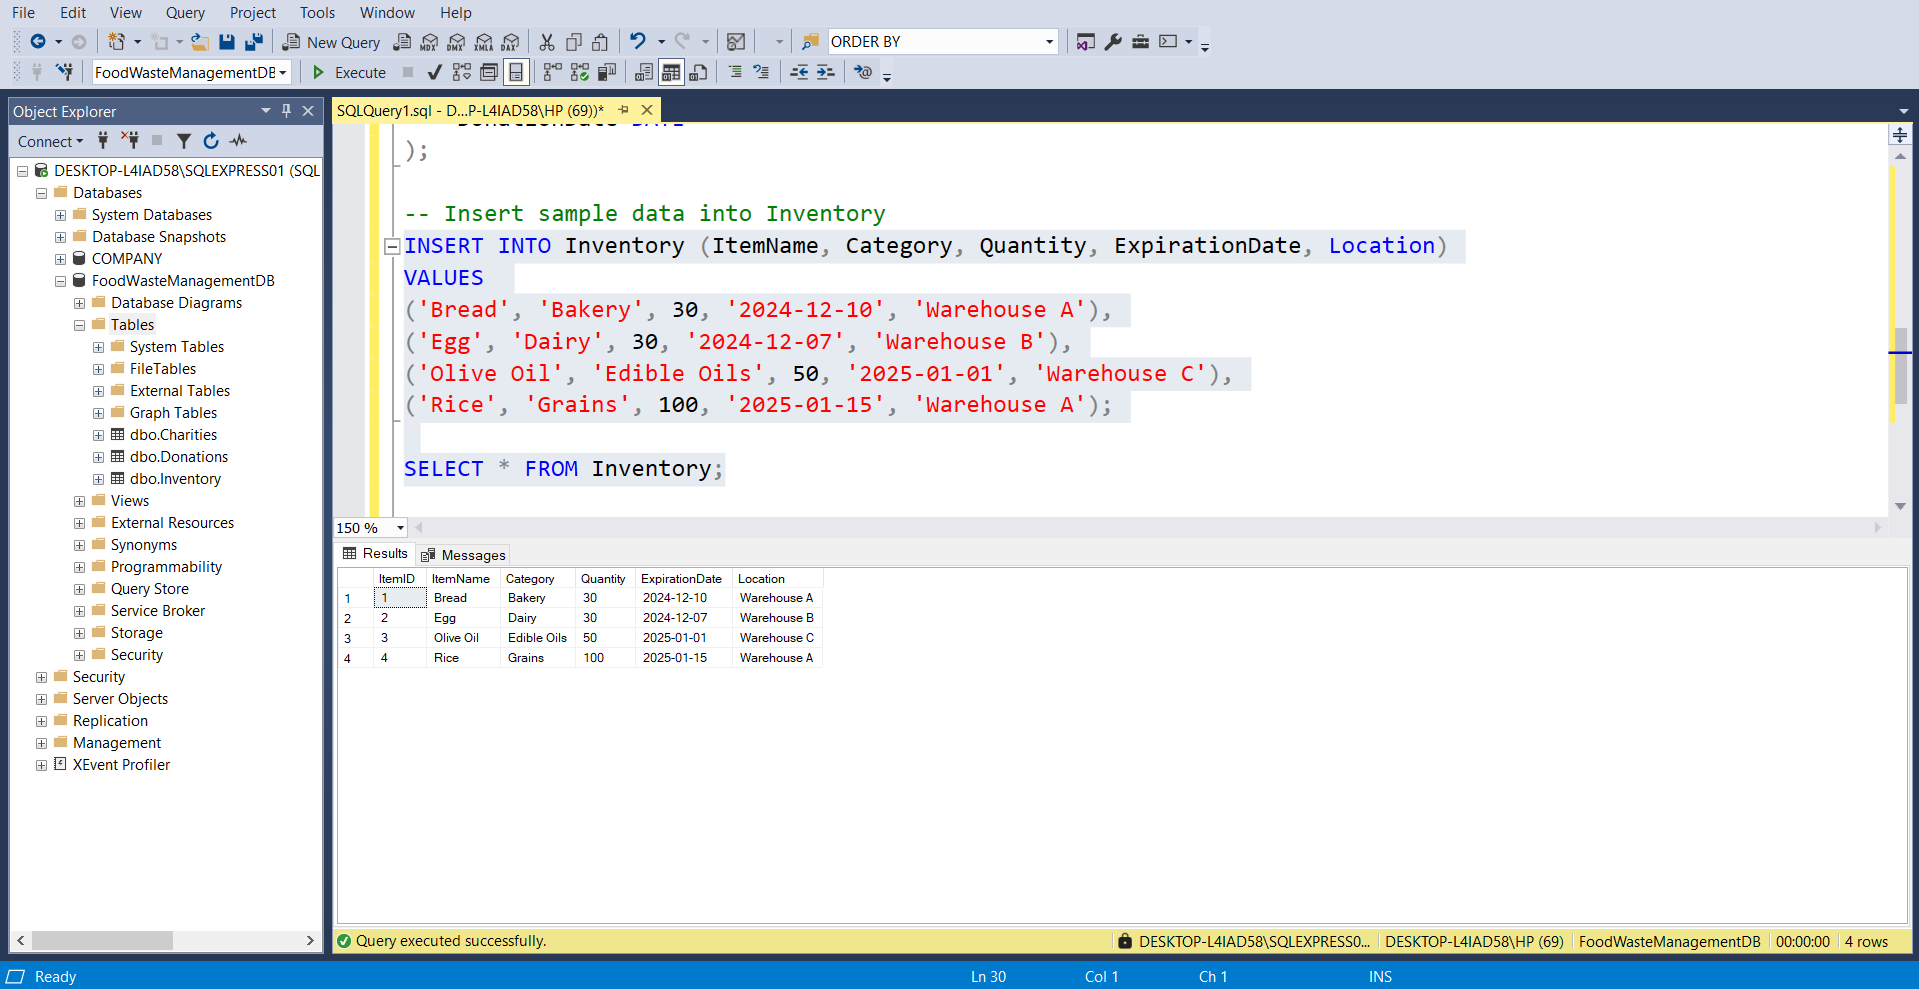 File Edit View Query Project Tools Window Help
New Query MDX DMX XMLA DAX ORDER BY
FoodWasteManagementDB Execute
Object Explorer
Connect
DESKTOP-L4IAD58\SQLEXPRESS01 (SQL
Databases
System Databases
Database Snapshots
COMPANY
FoodWasteManagementDB
Database Diagrams
Tables
System Tables
FileTables
External Tables
Graph Tables
dbo.Charities
dbo.Donations
dbo.Inventory
Views
External Resources
Synonyms
Programmability
Query Store
Service Broker
Storage
Security
Security
Server Objects
Replication
Management
XEvent Profiler
SQLQuery1.sql - D...P-L4IAD58\HP (69))*
DonationDate DATE
);
-- Insert sample data into Inventory
INSERT INTO Inventory (ItemName, Category, Quantity, ExpirationDate, Location)
VALUES
('Bread', 'Bakery', 30, '2024-12-10', 'Warehouse A'),
('Egg', 'Dairy', 30, '2024-12-07', 'Warehouse B'),
('Olive Oil', 'Edible Oils', 50, '2025-01-01', 'Warehouse C'),
('Rice', 'Grains', 100, '2025-01-15', 'Warehouse A');
SELECT * FROM Inventory;
150 %
Results Messages
ItemID ItemName Category Quantity ExpirationDate Location
1 1 Bread Bakery 30 2024-12-10 Warehouse A
2 2 Egg Dairy 30 2024-12-07 Warehouse B
3 3 Olive Oil Edible Oils 50 2025-01-01 Warehouse C
4 4 Rice Grains 100 2025-01-15 Warehouse A
Query executed successfully. DESKTOP-L4IAD58\SQLEXPRESS0... DESKTOP-L4IAD58\HP (69) FoodWasteManagementDB 00:00:00 4 rows
Ready Ln 30 Col 1 Ch 1 INS